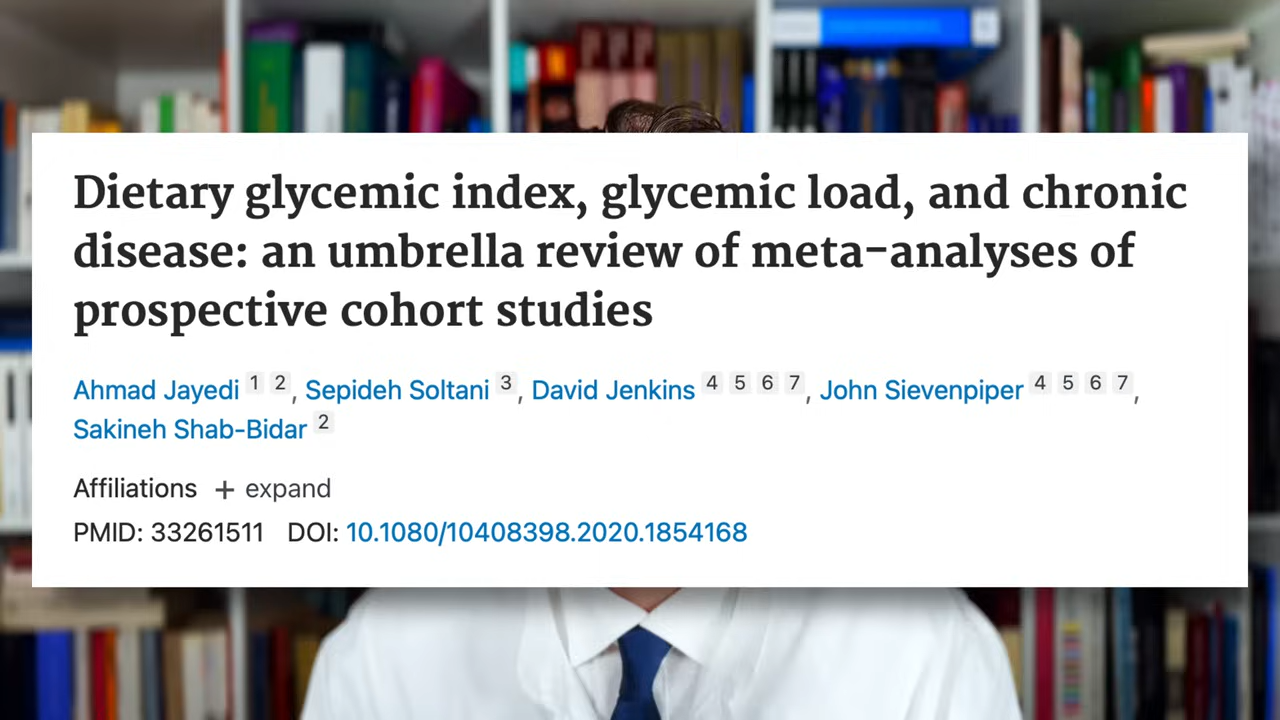 Dietary glycemic index, glycemic load, and chronic
disease: an umbrella review of meta-analyses of
prospective cohort studies
Ahmad Jayedi 1 2, Sepideh Soltani 3, David Jenkins 4 5 6 7, John Sievenpiper 4 5 6 7,
Sakineh Shab-Bidar 2
Affiliations + expand
PMID: 33261511 DOI: 10.1080/10408398.2020.1854168